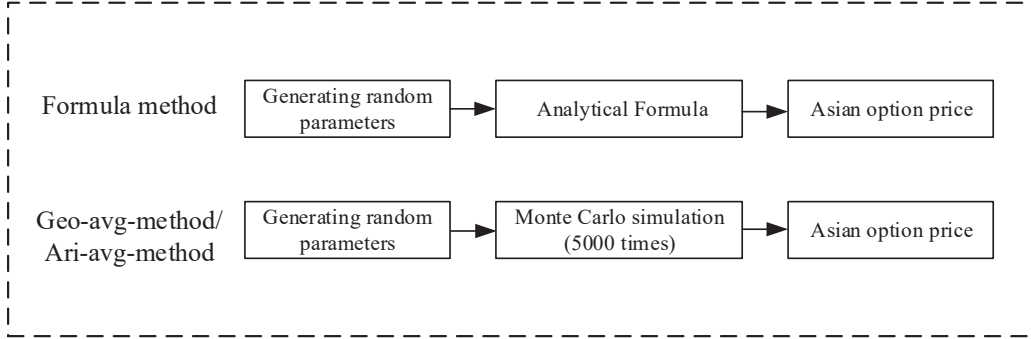 Formula method
Generating random
parameters
Analytical Formula
Asian option price
Geo-avg-method/
Ari-avg-method
Generating random
parameters
Monte Carlo simulation
(5000 times)
Asian option price